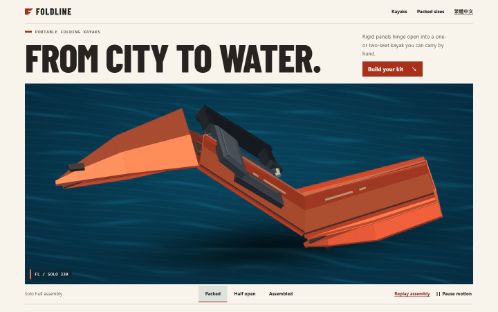 FOLDLINE
Kayaks
Packed sizes
繁體中文
PORTABLE FOLDING KAYAKS
FROM CITY TO WATER.
Rigid panels hinge open into a one-
or two-seat kayak you can carry by
hand.
Build your kit ↘
FL / SOLO 330
Solo hull assembly
Packed
Half open
Assembled
Replay assembly
Pause motion